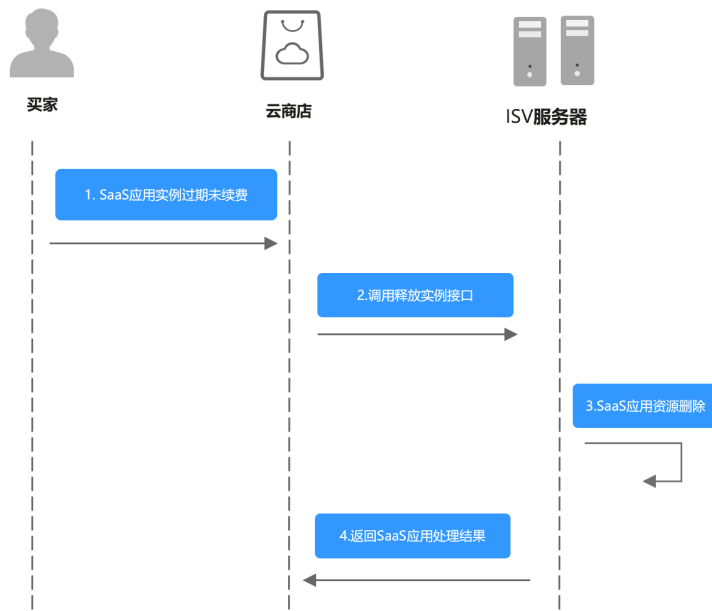 买家
云商店
ISV服务器
1. SaaS应用实例过期未续费
2.调用释放实例接口
3.SaaS应用资源删除
4.返回SaaS应用处理结果